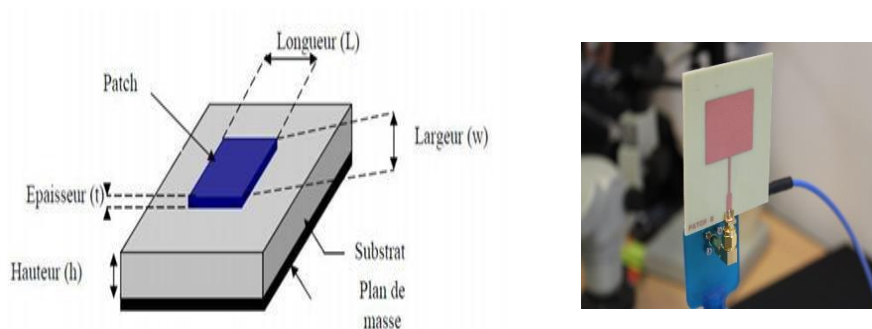 Longueur (L)
Patch
Largeur (w)
Epaisseur (t)
Substrat
Hauteur (h)
Plan de
masse